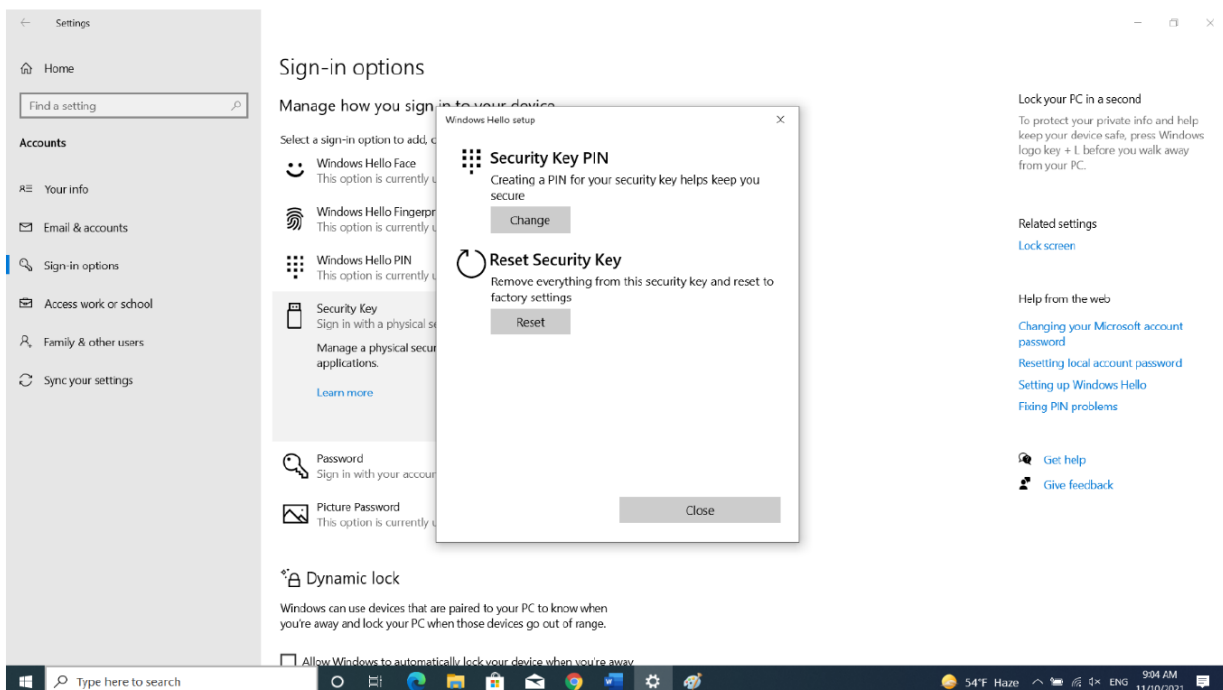 Settings
Home
Find a setting
Accounts
Your info
Email & accounts
Sign-in options
Access work or school
Family & other users
Sync your settings
Sign-in options
Manage how you sign in to your device
Select a sign-in option to add, c
Windows Hello Face
This option is currently u
Windows Hello Fingerpr
This option is currently u
Windows Hello PIN
This option is currently u
Security Key
Sign in with a physical se
Manage a physical secur
applications.
Learn more
Password
Sign in with your accour
Picture Password
This option is currently u
Dynamic lock
Windows can use devices that are paired to your PC to know when
you're away and lock your PC when those devices go out of range.
Allow Windows to automatically lock your device when you're away
Windows Hello setup
Security Key PIN
Creating a PIN for your security key helps keep you
secure
Change
Reset Security Key
Remove everything from this security key and reset to
factory settings
Reset
Close
Lock your PC in a second
To protect your private info and help
keep your device safe, press Windows
logo key + L before you walk away
from your PC.
Related settings
Lock screen
Help from the web
Changing your Microsoft account
password
Resetting local account password
Setting up Windows Hello
Fixing PIN problems
Get help
Give feedback
Type here to search
54°F Haze
ENG
9:04 AM
11/10/2021